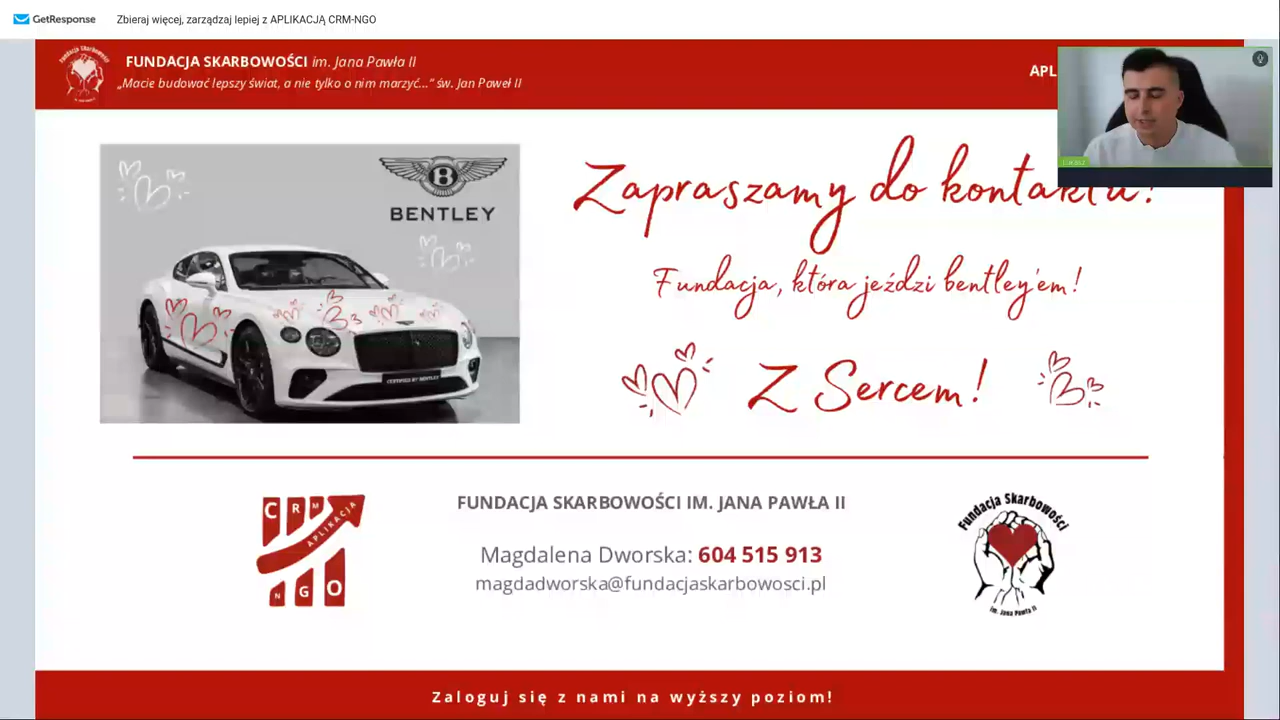 GetResponse Zbieraj więcej, zarządzaj lepiej z APLIKACJĄ CRM-NGO
FUNDACJA SKARBOWOŚCI im. Jana Pawła II
„Macie budować lepszy świat, a nie tylko o nim marzyć...” św. Jan Paweł II
APL
BENTLEY
Zapraszamy do kontaktu!
Fundacja, która jeździ bentley'em!
CERTIFIED BY BENTLEY
Z Sercem!
CRM
APLIKACJA
NGO
FUNDACJA SKARBOWOŚCI IM. JANA PAWŁA II
Magdalena Dworska: 604 515 913
magdadworska@fundacjaskarbowosci.pl
Fundacja Skarbowości
im. Jana Pawła II
Zaloguj się z nami na wyższy poziom!